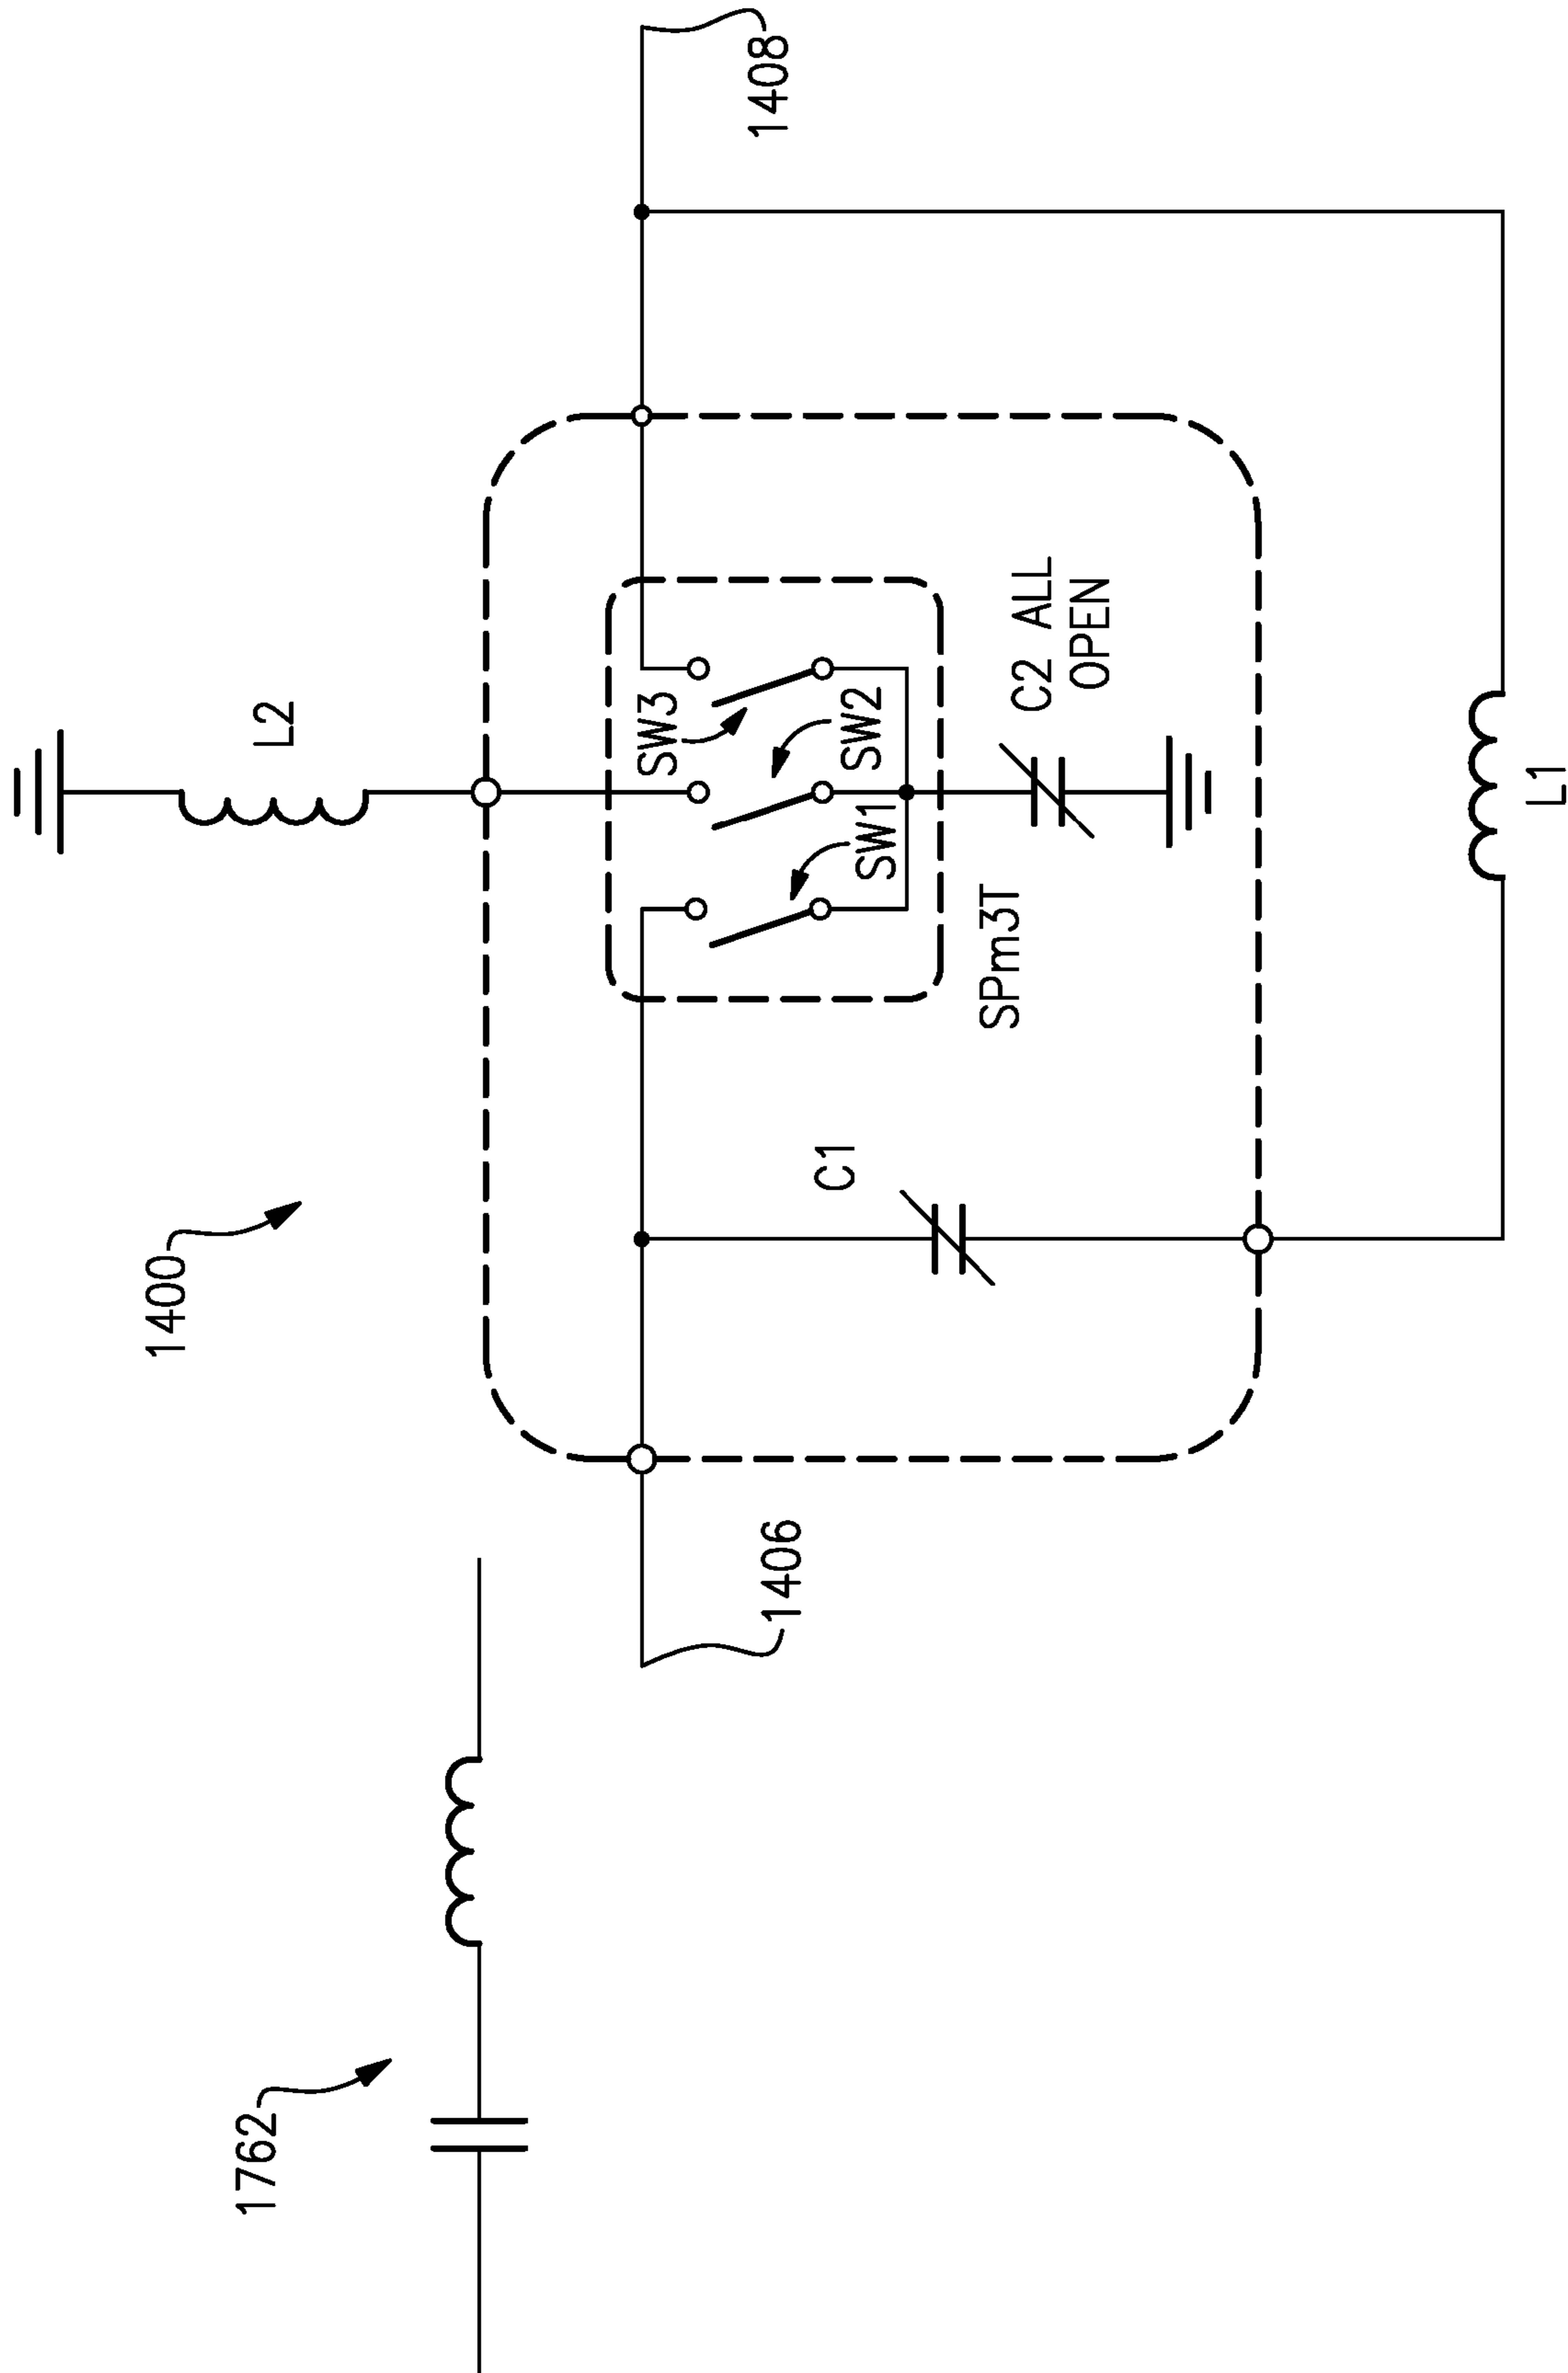 1762
1400
1406
1408
L2
C1
SW3
SW2
SW1
SPm3T
C2 ALL
OPEN
L1